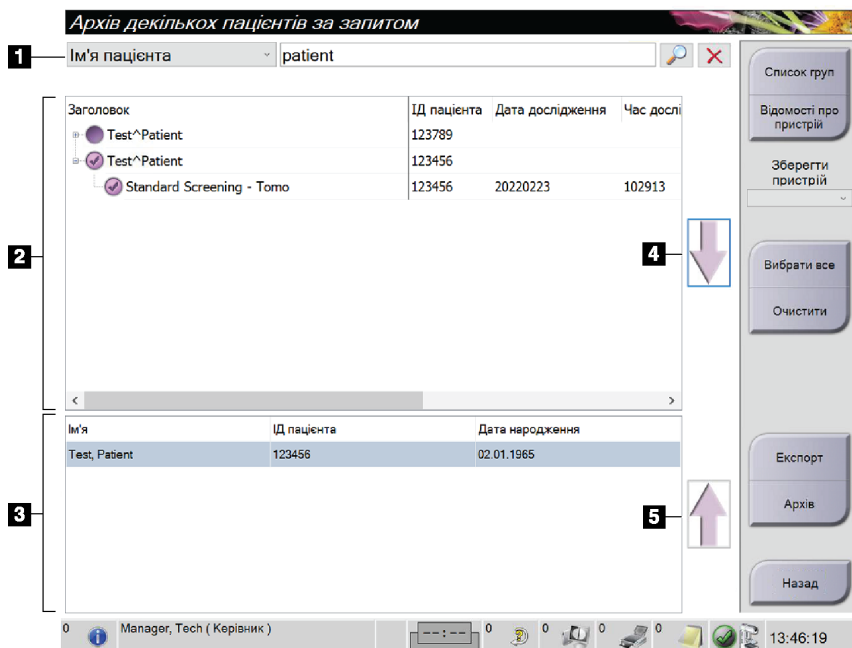 Архів декількох пацієнтів за запитом
1
Ім'я пацієнта
patient
Список груп
Відомості про
пристрій
Зберегти
пристрій
2
Заголовок ІД пацієнта Дата дослідження Час дослі
Test^Patient 123789
Test^Patient 123456
Standard Screening - Tomo 123456 20220223 102913
4
Вибрати все
Очистити
3
Ім'я ІД пацієнта Дата народження
Test, Patient 123456 02.01.1965
5
Експорт
Архів
Назад
0 Manager, Tech ( Керівник ) --:-- 0 0 0 0 13:46:19